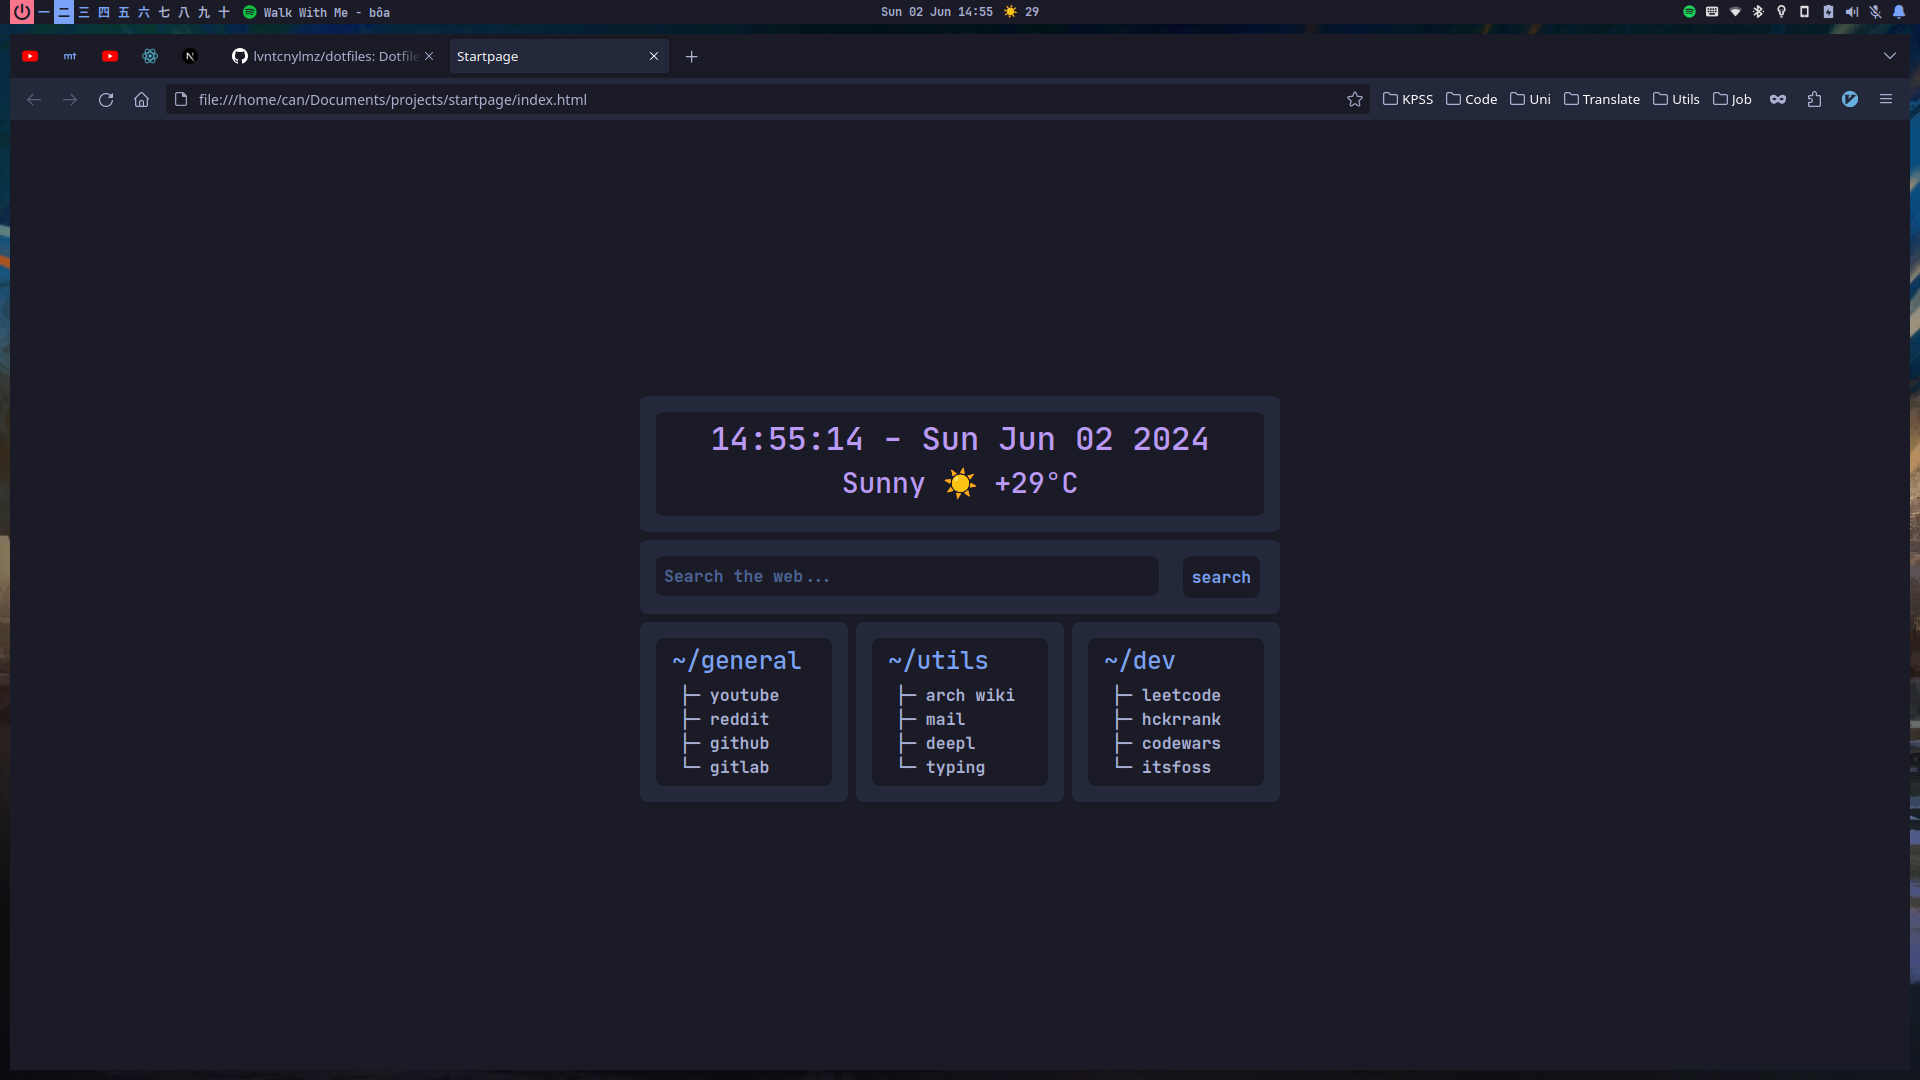 一 二 三 四 五 六 七 八 九 十 Walk With Me - bôa
Sun 02 Jun 14:55 ☀️ 29
mt N lvntcnylmz/dotfiles: Dotfile Startpage
file:///home/can/Documents/projects/startpage/index.html
KPSS Code Uni Translate Utils Job
14:55:14 - Sun Jun 02 2024
Sunny ☀️ +29°C
Search the web...
search
~/general
├─ youtube
├─ reddit
├─ github
└─ gitlab
~/utils
├─ arch wiki
├─ mail
├─ deepl
└─ typing
~/dev
├─ leetcode
├─ hckrrank
├─ codewars
└─ itsfoss